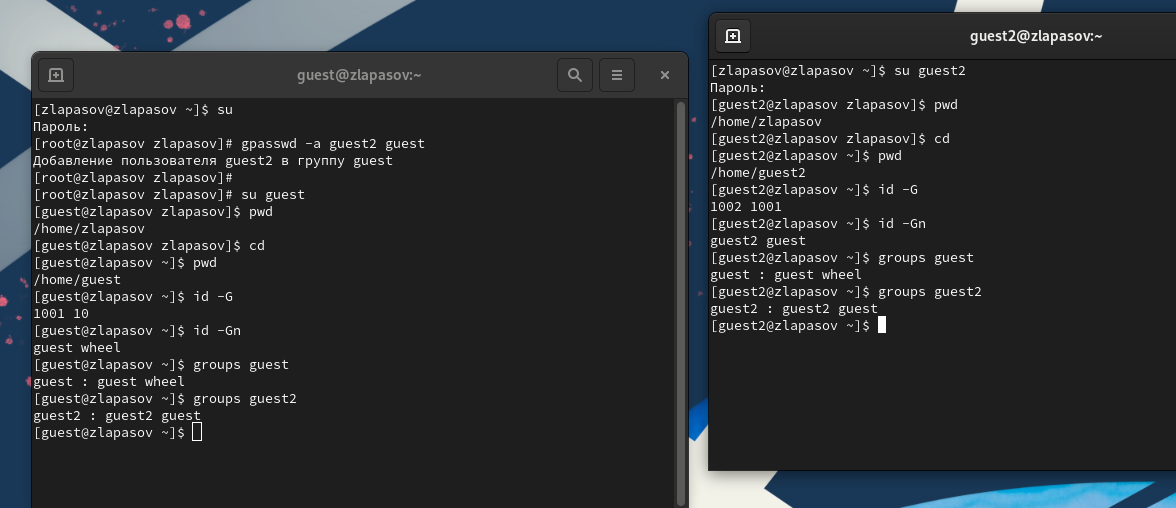 guest@zlapasov:~
[zlapasov@zlapasov ~]$ su
Пароль:
[root@zlapasov zlapasov]# gpasswd -a guest2 guest
Добавление пользователя guest2 в группу guest
[root@zlapasov zlapasov]#
[root@zlapasov zlapasov]# su guest
[guest@zlapasov zlapasov]$ pwd
/home/zlapasov
[guest@zlapasov zlapasov]$ cd
[guest@zlapasov ~]$ pwd
/home/guest
[guest@zlapasov ~]$ id -G
1001 10
[guest@zlapasov ~]$ id -Gn
guest wheel
[guest@zlapasov ~]$ groups guest
guest : guest wheel
[guest@zlapasov ~]$ groups guest2
guest2 : guest2 guest
[guest@zlapasov ~]$
guest2@zlapasov:~
[zlapasov@zlapasov ~]$ su guest2
Пароль:
[guest2@zlapasov zlapasov]$ pwd
/home/zlapasov
[guest2@zlapasov zlapasov]$ cd
[guest2@zlapasov ~]$ pwd
/home/guest2
[guest2@zlapasov ~]$ id -G
1002 1001
[guest2@zlapasov ~]$ id -Gn
guest2 guest
[guest2@zlapasov ~]$ groups guest
guest : guest wheel
[guest2@zlapasov ~]$ groups guest2
guest2 : guest2 guest
[guest2@zlapasov ~]$